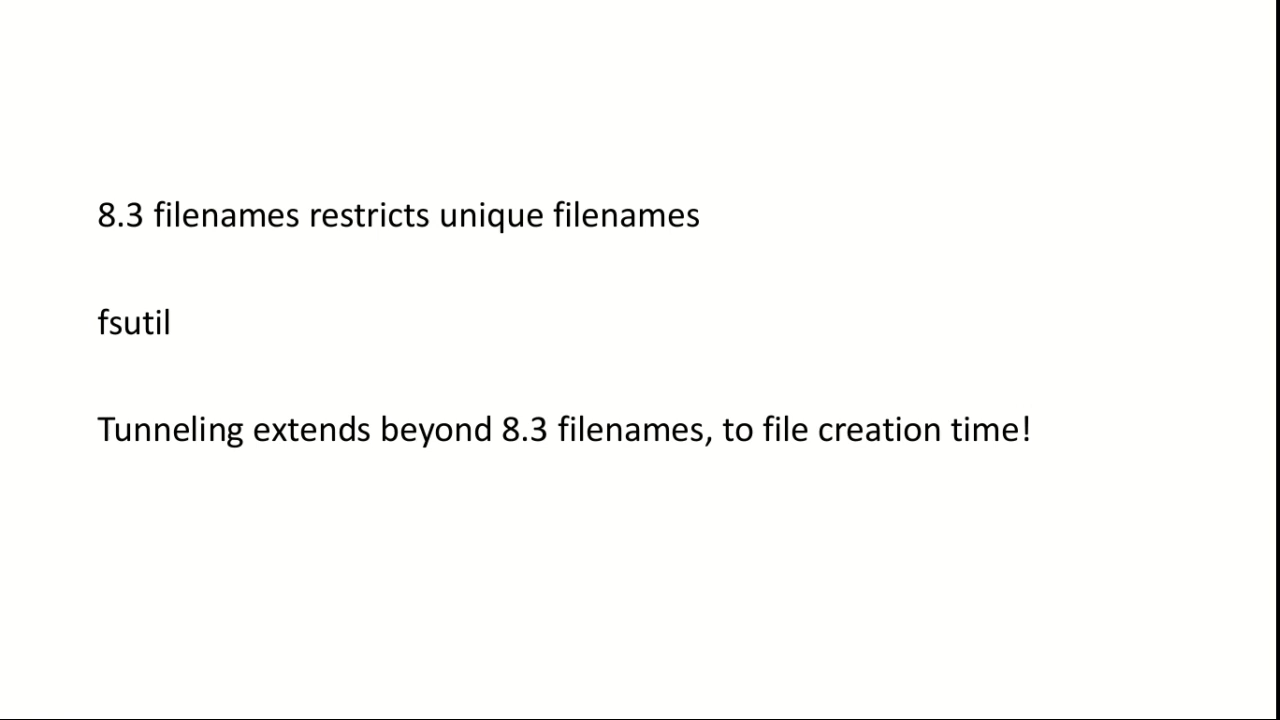 8.3 filenames restricts unique filenames
fsutil
Tunneling extends beyond 8.3 filenames, to file creation time!